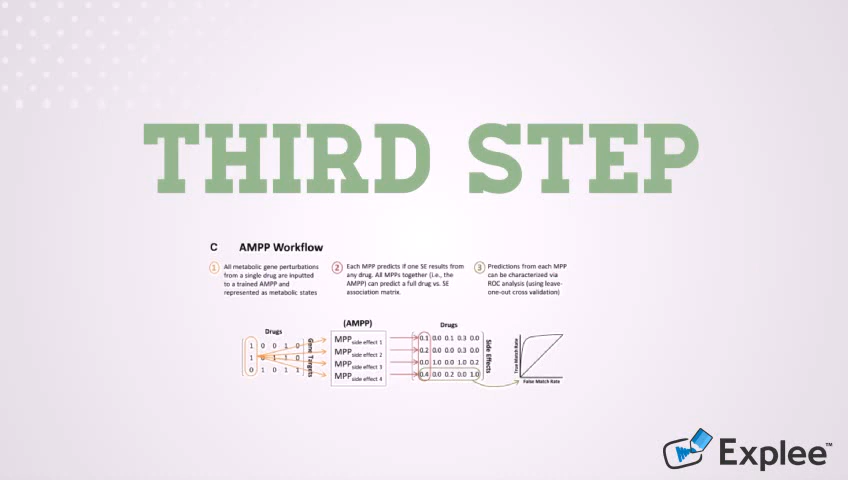 THIRD STEP
C AMPP Workflow
1 All metabolic gene perturbations
from a single drug are inputted
to a trained AMPP and
represented as metabolic states
2 Each MPP predicts if one SE results from
any drug. All MPPs together (i.e., the
AMPP) can predict a full drug vs. SE
association matrix.
3 Predictions from each MPP
can be characterized via
ROC analysis (using leave-
one-out cross validation)
Drugs
1 0 0 1 0
1 0 1 1 0
0 1 0 1 1
Gene Targets
(AMPP)
MPP side effect 1
MPP side effect 2
MPP side effect 3
MPP side effect 4
Drugs
0.1 0.0 0.1 0.3 0.0
0.2 0.0 0.0 0.3 0.0
0.0 1.0 0.0 1.0 0.2
0.4 0.0 0.2 0.0 1.0
Side Effects
True Match Rate
False Match Rate
Explee™